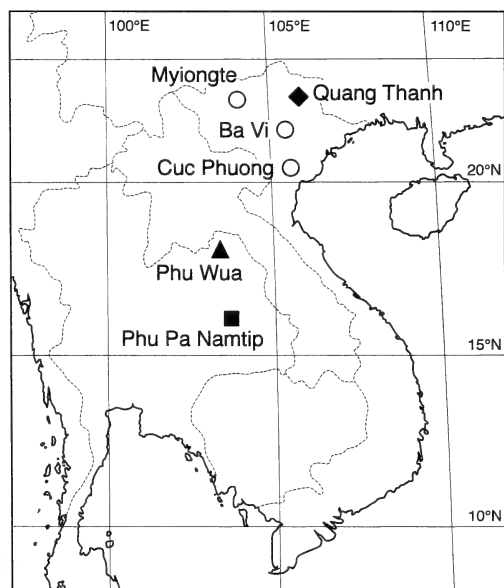 100°E
105°E
110°E
Myiongte
Quang Thanh
Ba Vi
Cuc Phuong
20°N
Phu Wua
Phu Pa Namtip
15°N
10°N